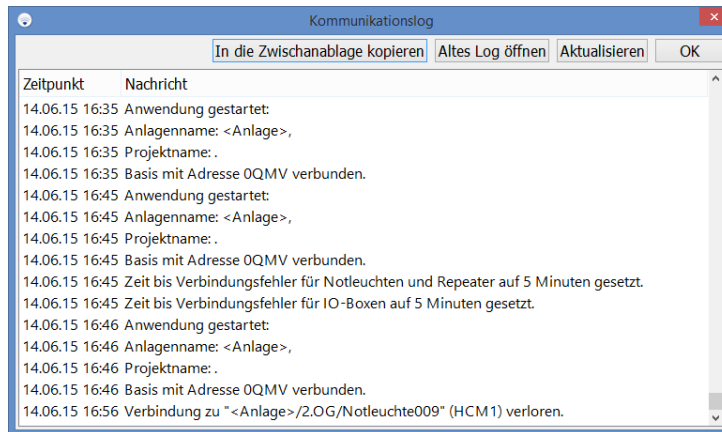 Kommunikationslog
In die Zwischanablage kopieren Altes Log öffnen Aktualisieren OK
Zeitpunkt Nachricht
14.06.15 16:35 Anwendung gestartet:
14.06.15 16:35 Anlagenname: <Anlage>,
14.06.15 16:35 Projektname: .
14.06.15 16:35 Basis mit Adresse 0QMV verbunden.
14.06.15 16:45 Anwendung gestartet:
14.06.15 16:45 Anlagenname: <Anlage>,
14.06.15 16:45 Projektname: .
14.06.15 16:45 Basis mit Adresse 0QMV verbunden.
14.06.15 16:45 Zeit bis Verbindungsfehler für Notleuchten und Repeater auf 5 Minuten gesetzt.
14.06.15 16:45 Zeit bis Verbindungsfehler für IO-Boxen auf 5 Minuten gesetzt.
14.06.15 16:46 Anwendung gestartet:
14.06.15 16:46 Anlagenname: <Anlage>,
14.06.15 16:46 Projektname: .
14.06.15 16:46 Basis mit Adresse 0QMV verbunden.
14.06.15 16:56 Verbindung zu "<Anlage>/2.OG/Notleuchte009" (HCM1) verloren.